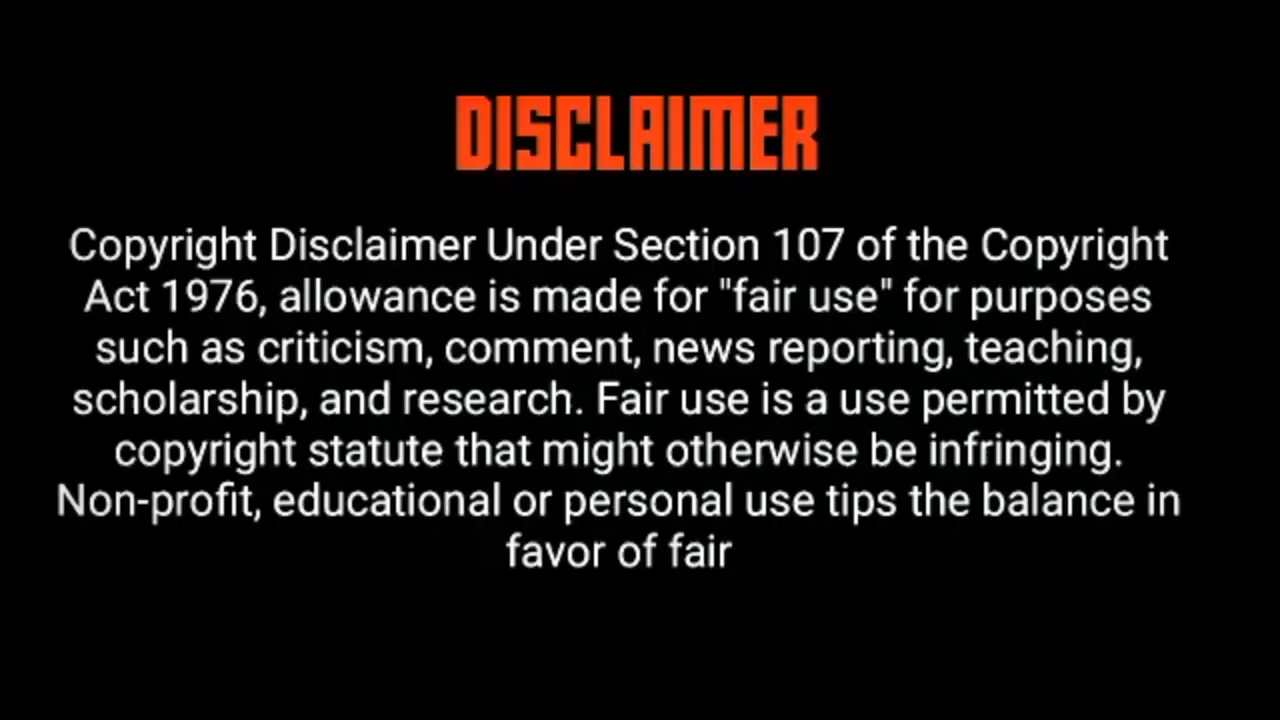 DISCLAIMER
Copyright Disclaimer Under Section 107 of the Copyright
Act 1976, allowance is made for "fair use" for purposes
such as criticism, comment, news reporting, teaching,
scholarship, and research. Fair use is a use permitted by
copyright statute that might otherwise be infringing.
Non-profit, educational or personal use tips the balance in
favor of fair